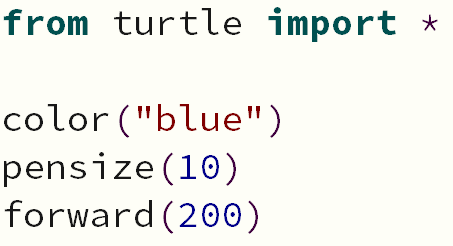 from turtle import *
color("blue")
pensize(10)
forward(200)